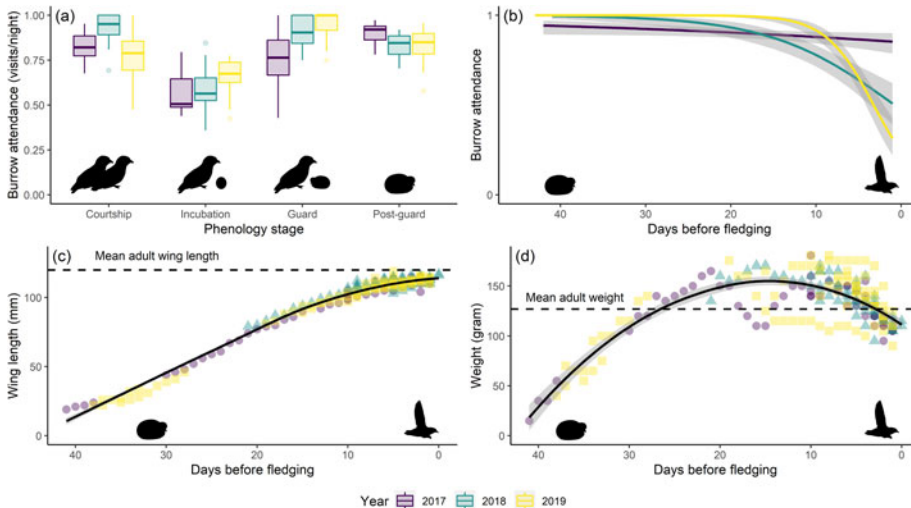 (a)
Burrow attendance (visits/night)
1.00
0.75
0.50
0.25
0.00
Courtship
Incubation
Guard
Post-guard
Phenology stage
(b)
Burrow attendance
1
0
40
30
20
10
0
Days before fledging
(c)
Mean adult wing length
Wing length (mm)
100
50
0
40
30
20
10
0
Days before fledging
(d)
Mean adult weight
Weight (gram)
150
100
50
0
40
30
20
10
0
Days before fledging
Year 2017 2018 2019